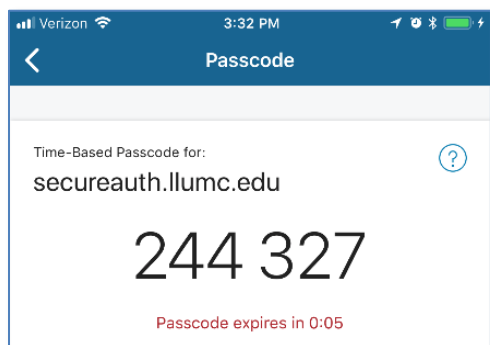 Verizon 3:32 PM
Passcode
Time-Based Passcode for:
?
secureauth.llumc.edu
244 327
Passcode expires in 0:05